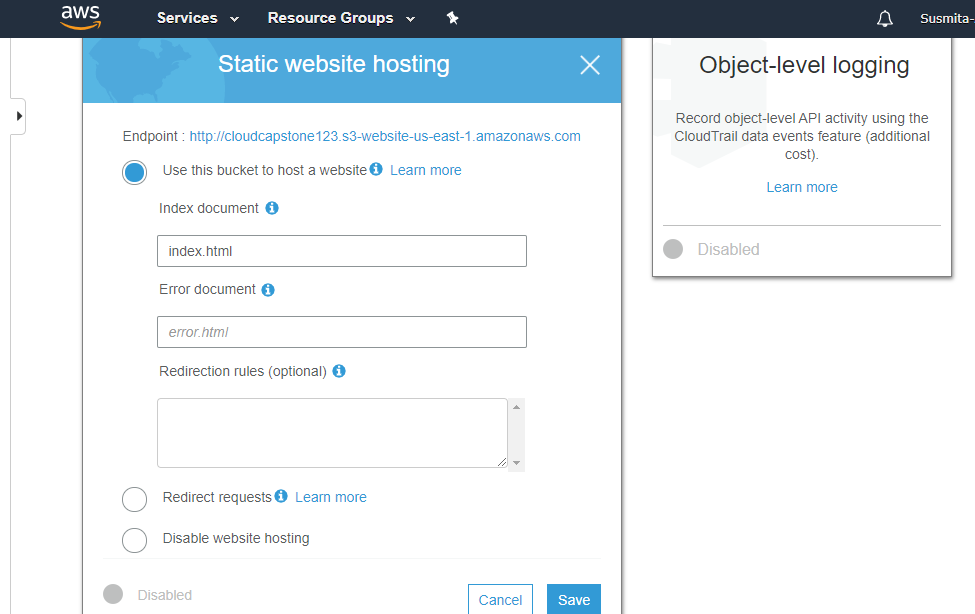 aws
Services
Resource Groups
Susmita-
Static website hosting
Endpoint : http://cloudcapstone123.s3-website-us-east-1.amazonaws.com
Use this bucket to host a website Learn more
Index document
index.html
Error document
error.html
Redirection rules (optional)
Redirect requests Learn more
Disable website hosting
Disabled
Cancel
Save
Object-level logging
Record object-level API activity using the
CloudTrail data events feature (additional
cost).
Learn more
Disabled